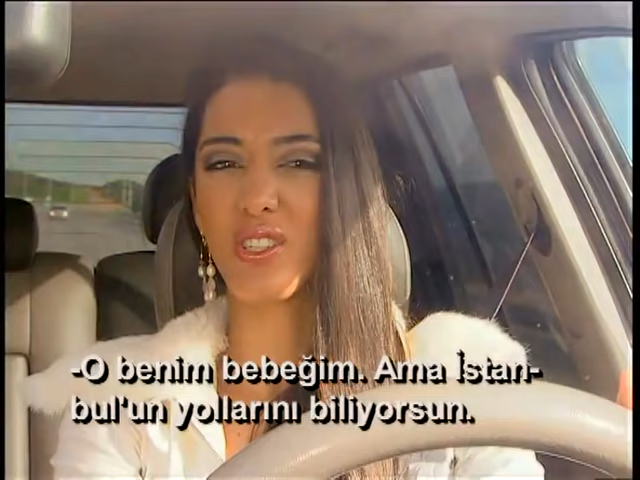 -O benim bebeğim. Ama İstan-
bul'un yollarını biliyorsun.